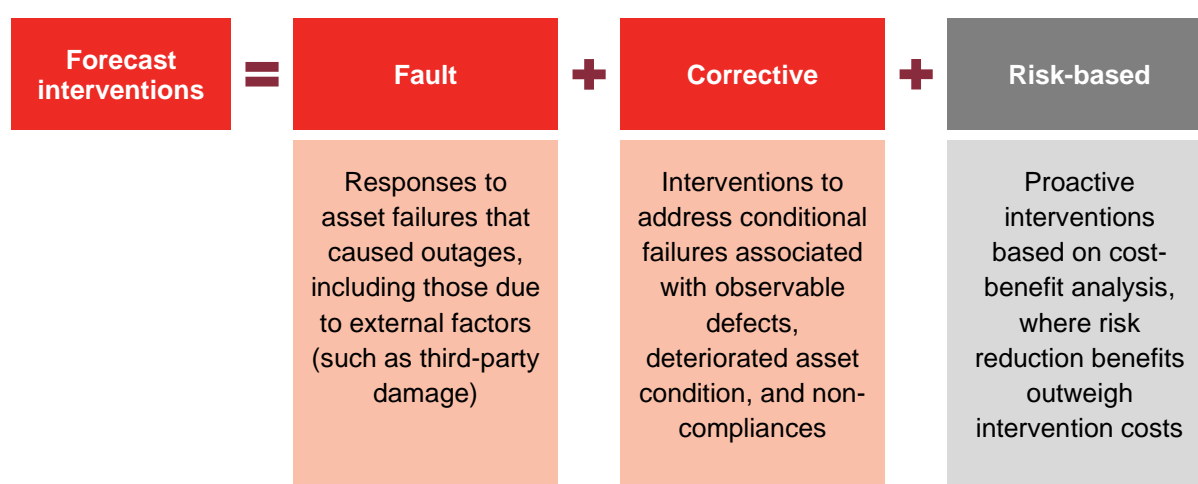 Forecast
interventions
=
Fault
+
Corrective
+
Risk-based
Responses to
asset failures that
caused outages,
including those due
to external factors
(such as third-party
damage)
Interventions to
address conditional
failures associated
with observable
defects,
deteriorated asset
condition, and non-
compliances
Proactive
interventions
based on cost-
benefit analysis,
where risk
reduction benefits
outweigh
intervention costs